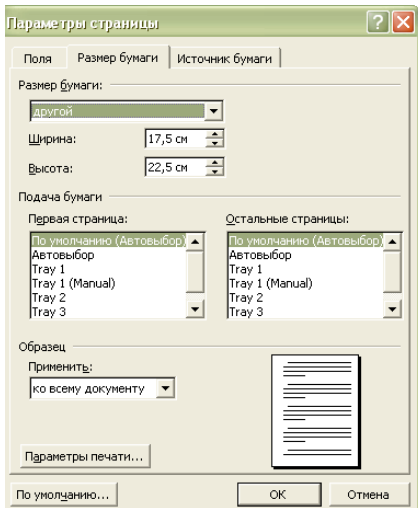 Параметры страницы
Поля Размер бумаги Источник бумаги
Размер бумаги:
другой
Ширина: 17,5 см
Высота: 22,5 см
Подача бумаги
Первая страница: Остальные страницы:
По умолчанию (Автовыбор) По умолчанию (Автовыбор)
Автовыбор Автовыбор
Tray 1 Tray 1
Tray 1 (Manual) Tray 1 (Manual)
Tray 2 Tray 2
Tray 3 Tray 3
Образец
Применить:
ко всему документу
Параметры печати...
По умолчанию... ОК Отмена